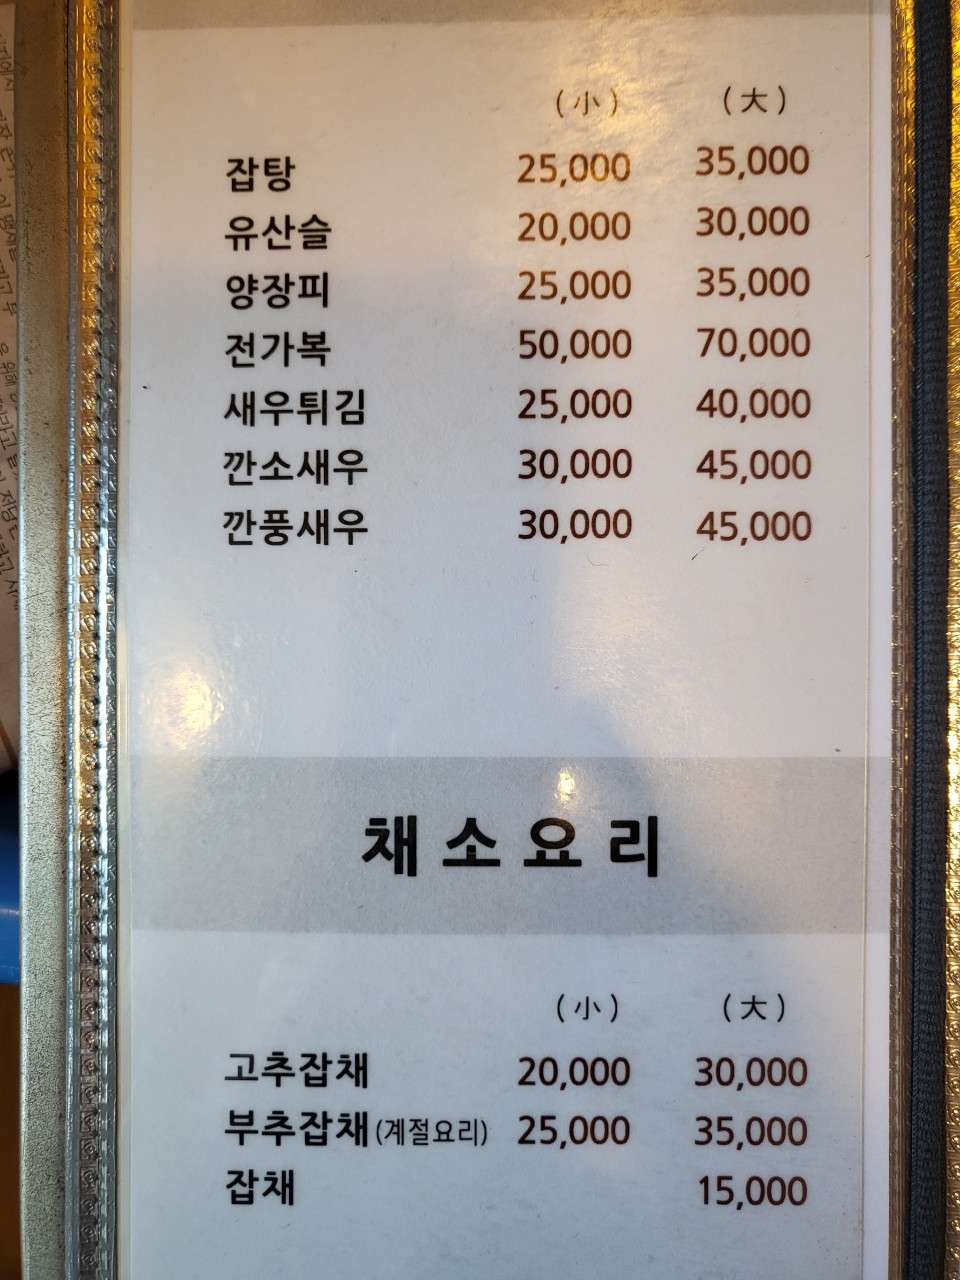 (小) (大)
잡탕 25,000 35,000
유산슬 20,000 30,000
양장피 25,000 35,000
전가복 50,000 70,000
새우튀김 25,000 40,000
깐소새우 30,000 45,000
깐풍새우 30,000 45,000
채소요리
(小) (大)
고추잡채 20,000 30,000
부추잡채(계절요리) 25,000 35,000
잡채 15,000